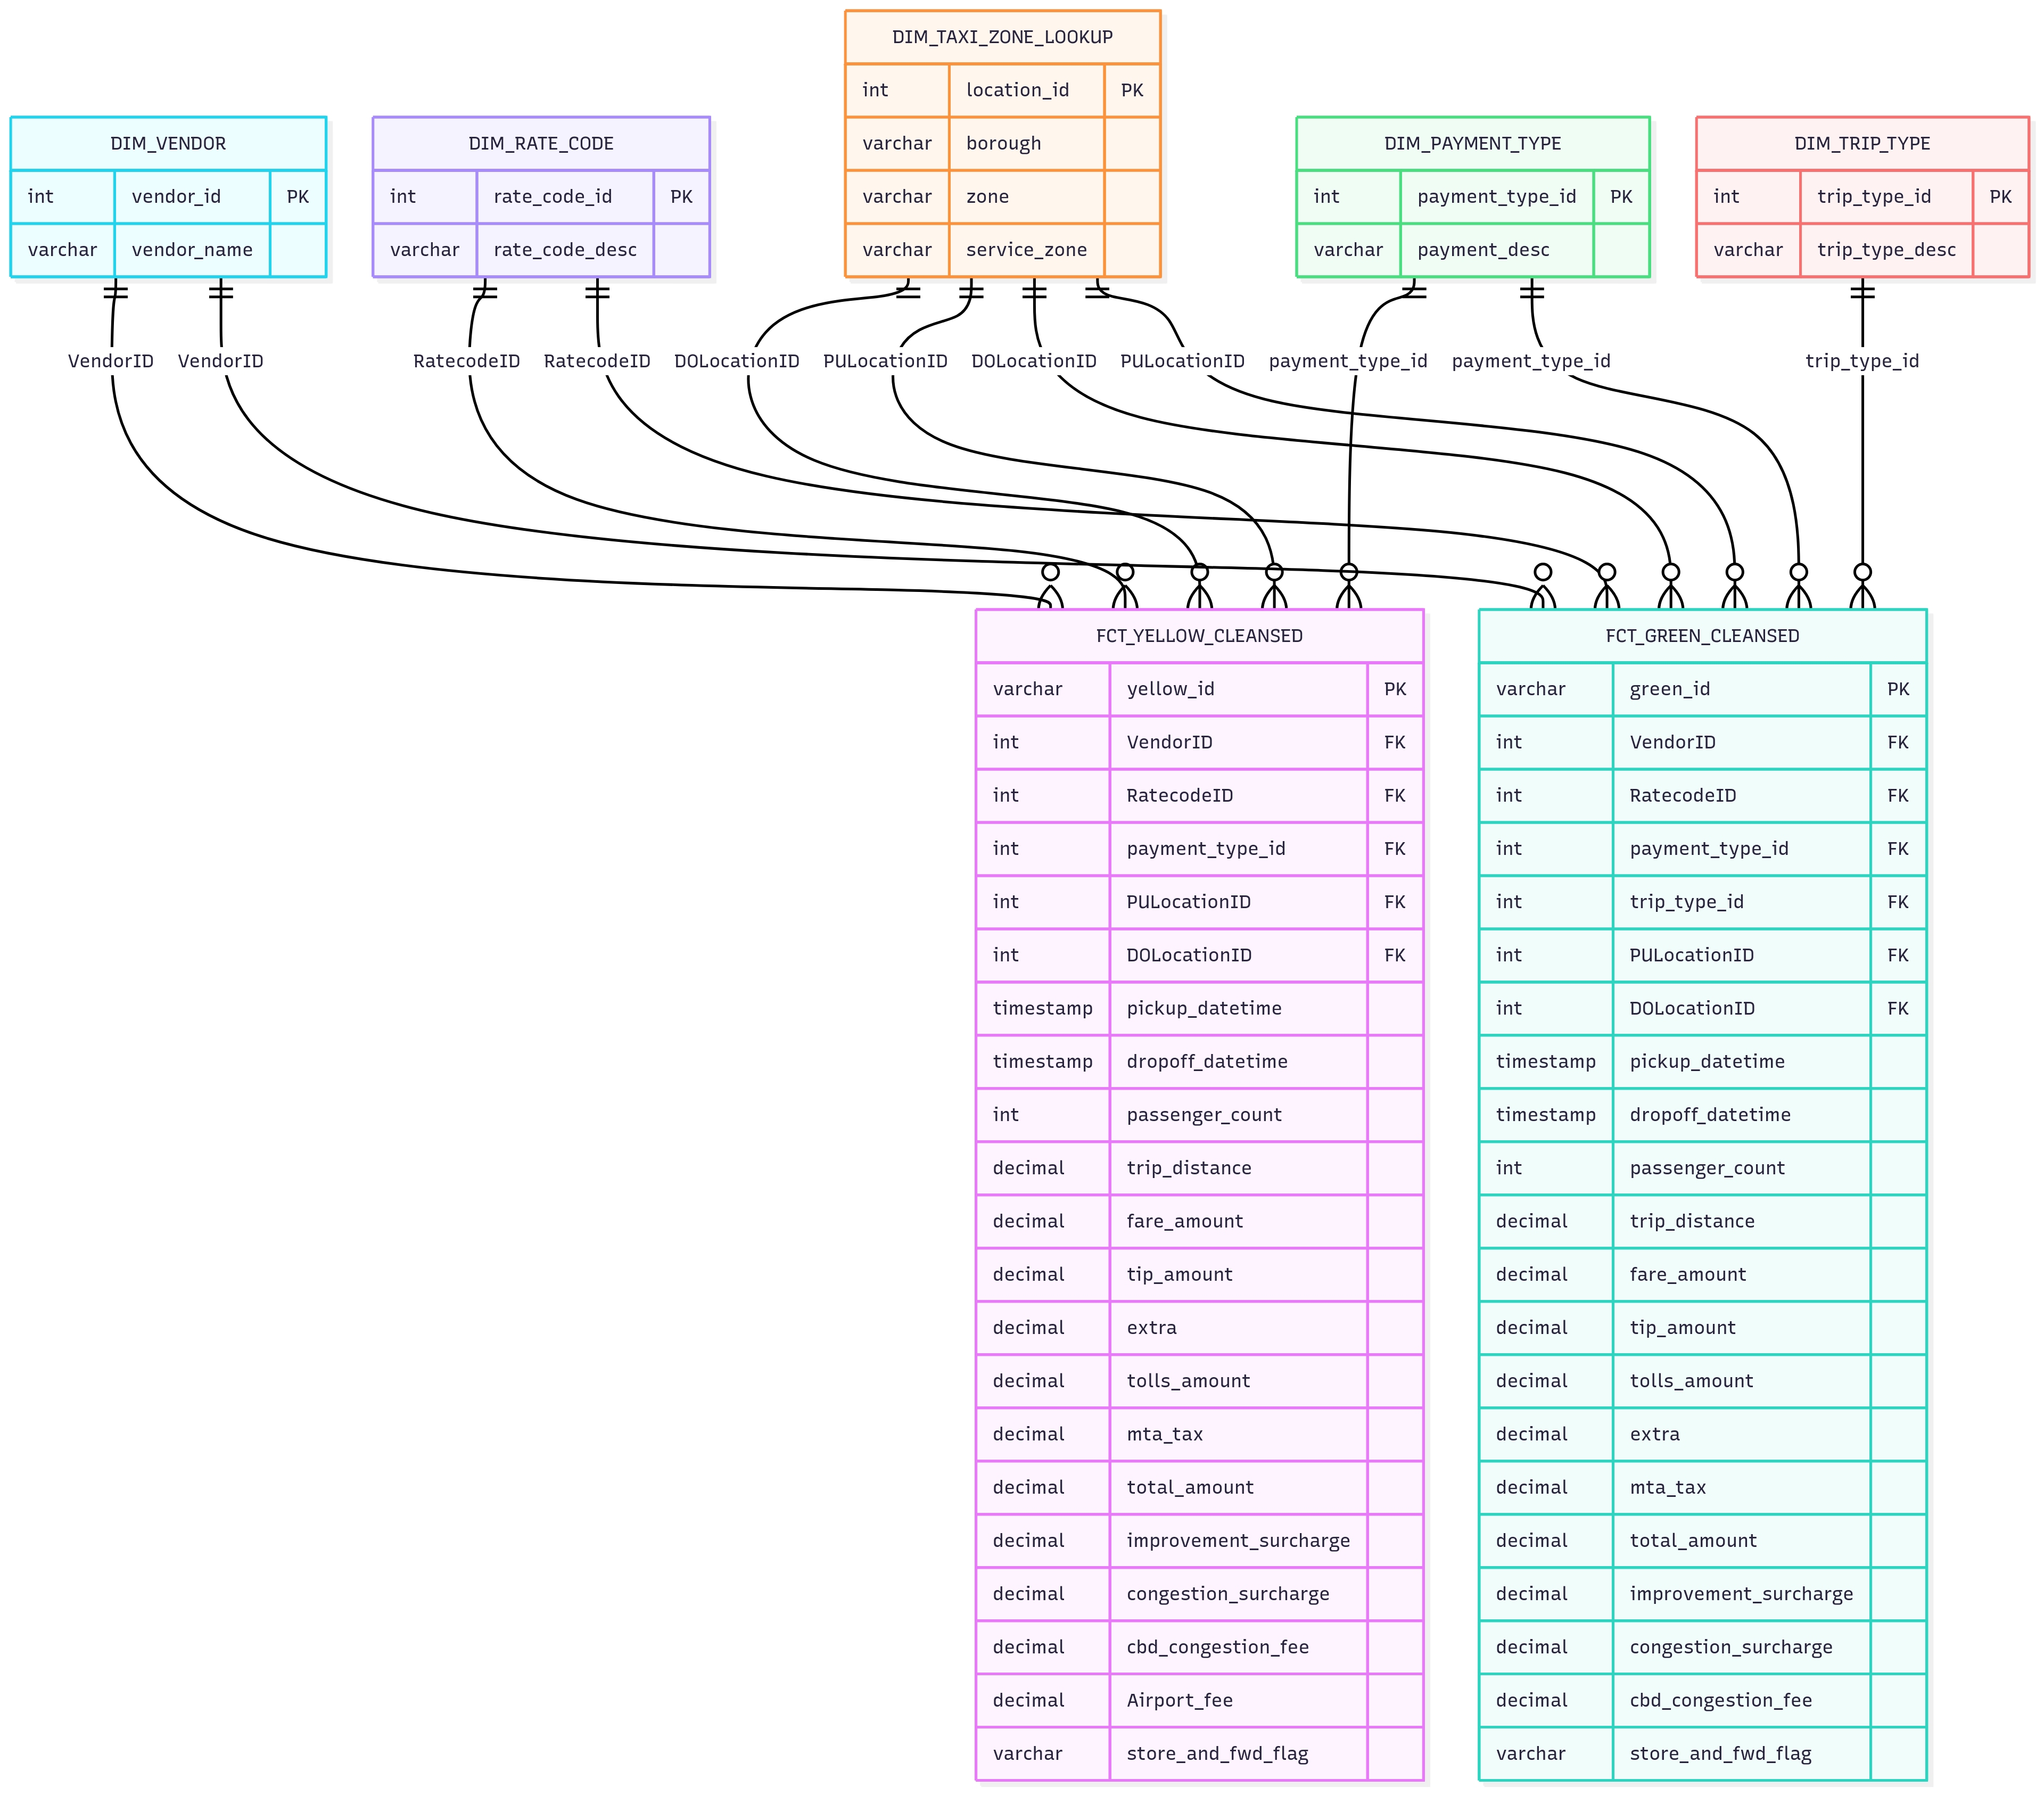 DIM_TAXI_ZONE_LOOKUP
int location_id PK
varchar borough
varchar zone
varchar service_zone
DIM_VENDOR
int vendor_id PK
varchar vendor_name
DIM_RATE_CODE
int rate_code_id PK
varchar rate_code_desc
DIM_PAYMENT_TYPE
int payment_type_id PK
varchar payment_desc
DIM_TRIP_TYPE
int trip_type_id PK
varchar trip_type_desc
VendorID VendorID RatecodeID RatecodeID DOLocationID PULocationID DOLocationID PULocationID payment_type_id payment_type_id trip_type_id
FCT_YELLOW_CLEANSED
varchar yellow_id PK
int VendorID FK
int RatecodeID FK
int payment_type_id FK
int PULocationID FK
int DOLocationID FK
timestamp pickup_datetime
timestamp dropoff_datetime
int passenger_count
decimal trip_distance
decimal fare_amount
decimal tip_amount
decimal extra
decimal tolls_amount
decimal mta_tax
decimal total_amount
decimal improvement_surcharge
decimal congestion_surcharge
decimal cbd_congestion_fee
decimal Airport_fee
varchar store_and_fwd_flag
FCT_GREEN_CLEANSED
varchar green_id PK
int VendorID FK
int RatecodeID FK
int payment_type_id FK
int trip_type_id FK
int PULocationID FK
int DOLocationID FK
timestamp pickup_datetime
timestamp dropoff_datetime
int passenger_count
decimal trip_distance
decimal fare_amount
decimal tip_amount
decimal tolls_amount
decimal extra
decimal mta_tax
decimal total_amount
decimal improvement_surcharge
decimal congestion_surcharge
decimal cbd_congestion_fee
varchar store_and_fwd_flag